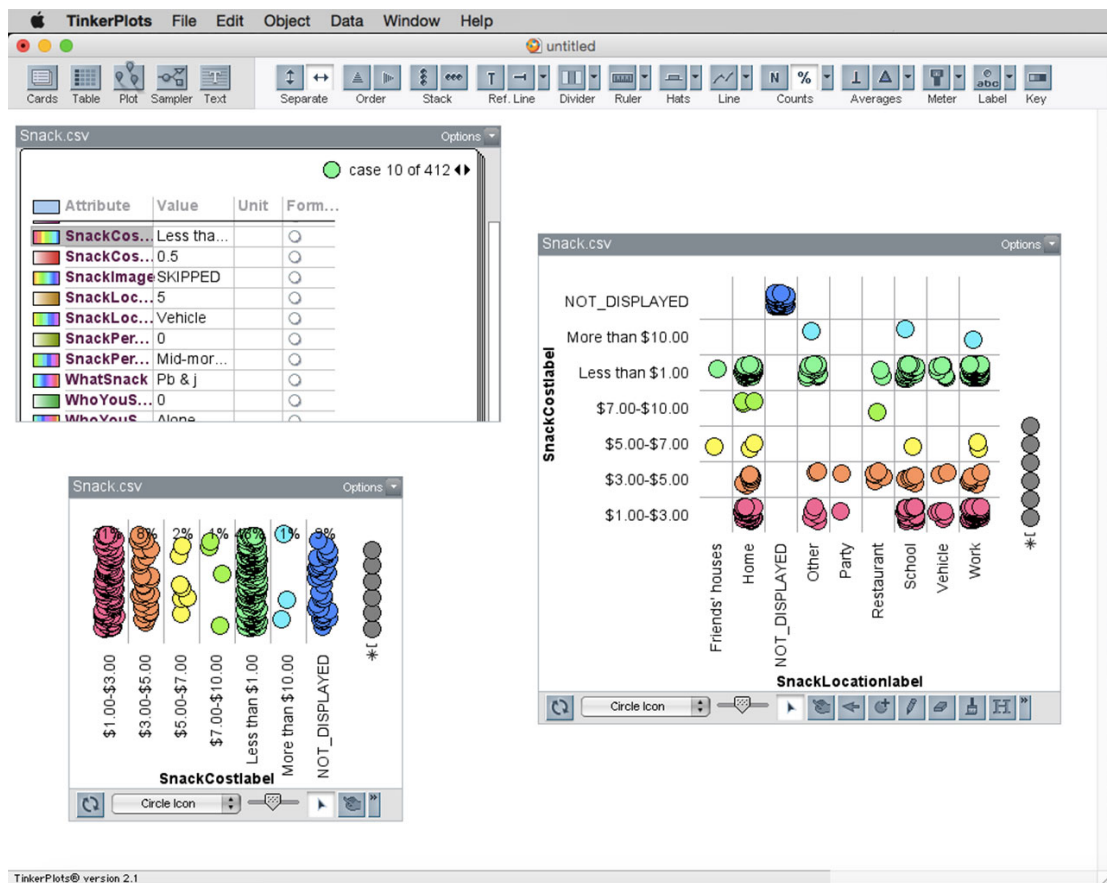 TinkerPlots File Edit Object Data Window Help
untitled
Cards Table Plot Sampler Text Separate Order Stack Ref. Line Divider Ruler Hats Line Counts Averages Meter Label Key
T T N % abc
Snack.csv Options
case 10 of 412
Attribute Value Unit Form...
SnackCos... Less tha...
SnackCos... 0.5
SnackImage SKIPPED
SnackLoc... 5
SnackLoc... Vehicle
SnackPer... 0
SnackPer... Mid-mor...
WhatSnack Pb & j
WhoYouS... 0
WhoYouS... Alone
Snack.csv Options
SnackCostlabel
NOT_DISPLAYED
More than $10.00
Less than $1.00
$7.00-$10.00
$5.00-$7.00
$3.00-$5.00
$1.00-$3.00
Friends' houses
Home
NOT_DISPLAYED
Other
Party
Restaurant
School
Vehicle
Work
SnackLocationlabel
Circle Icon
Snack.csv Options
8% 2% 1% 1%
$1.00-$3.00
$3.00-$5.00
$5.00-$7.00
$7.00-$10.00
Less than $1.00
More than $10.00
NOT_DISPLAYED
SnackCostlabel
Circle Icon
TinkerPlots® version 2.1